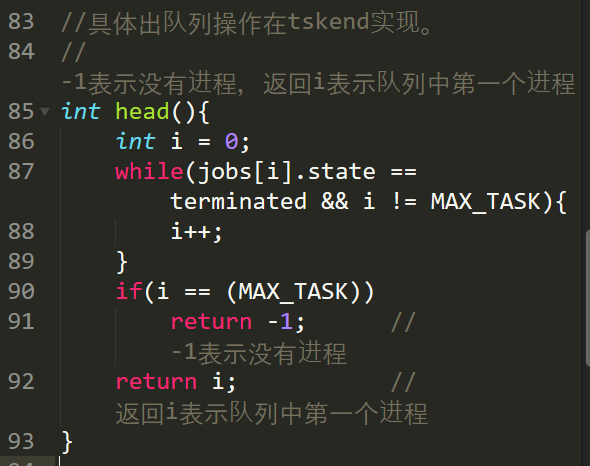 83 //具体出队列操作在tskend实现。
84 //
-1表示没有进程, 返回i表示队列中第一个进程
85 int head(){
86 int i = 0;
87 while(jobs[i].state ==
terminated && i != MAX_TASK){
88 i++;
89 }
90 if(i == (MAX_TASK))
91 return -1; //
-1表示没有进程
92 return i; //
返回i表示队列中第一个进程
93 }